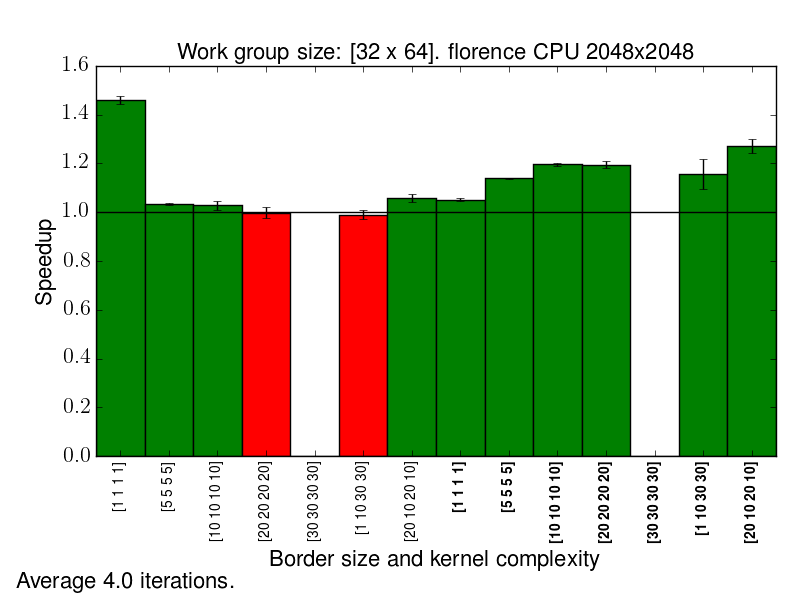 Work group size: [32 x 64]. florence CPU 2048x2048
1.6
1.4
1.2
1.0
0.8
0.6
0.4
0.2
0.0
Speedup
[1 1 1 1]
[5 5 5 5]
[10 10 10 10]
[20 20 20 20]
[30 30 30 30]
[1 10 30 30]
[20 10 20 10]
[1 1 1 1]
[5 5 5 5]
[10 10 10 10]
[20 20 20 20]
[30 30 30 30]
[1 10 30 30]
[20 10 20 10]
Border size and kernel complexity
Average 4.0 iterations.